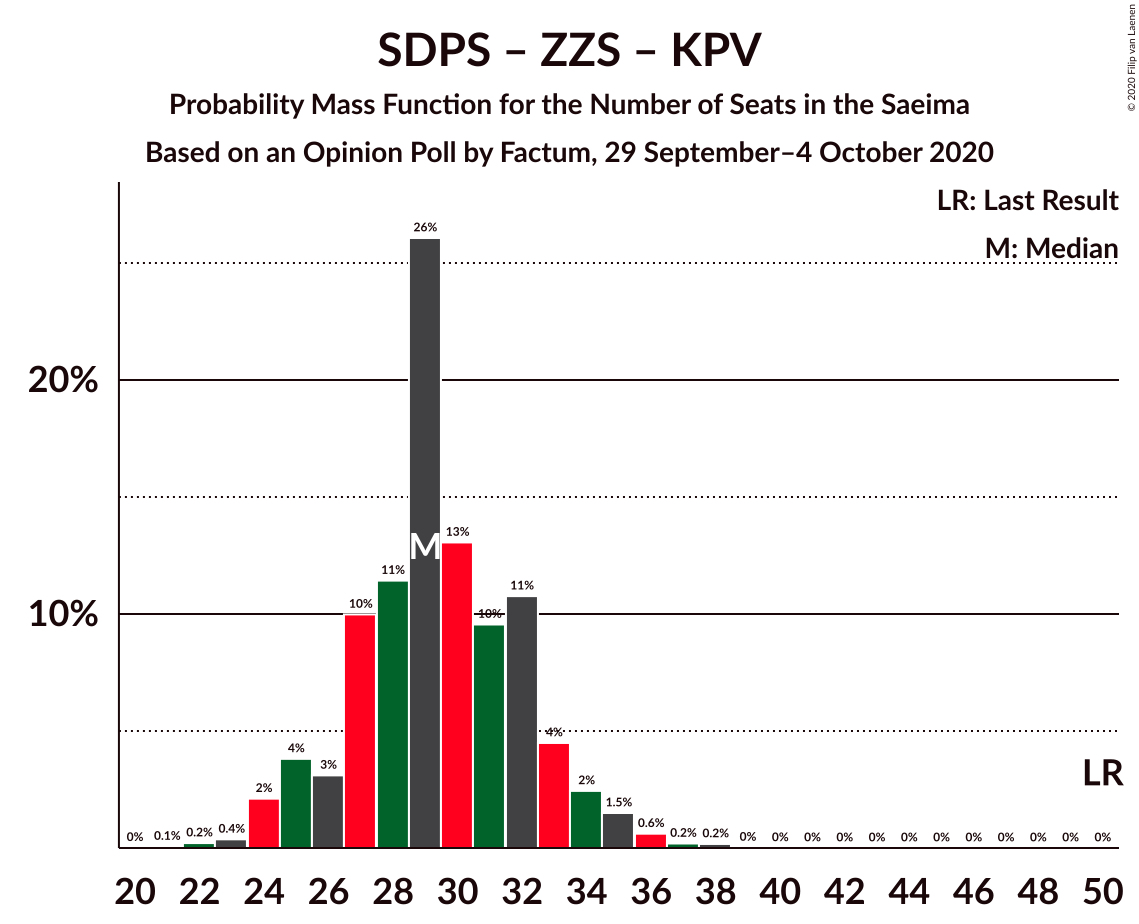 SDPS – ZZS – KPV
Probability Mass Function for the Number of Seats in the Saeima
Based on an Opinion Poll by Factum, 29 September–4 October 2020
© 2020 Filip van Laenen
LR: Last Result
M: Median
26%
20%
M
13%
11%
11%
10%
10%
10%
4%
4%
3%
LR
2%
2%
1.5%
0% 0.1% 0.2% 0.4% 0.6% 0.2% 0.2% 0% 0% 0% 0% 0% 0% 0% 0% 0% 0% 0% 0%
20 22 24 26 28 30 32 34 36 38 40 42 44 46 48 50